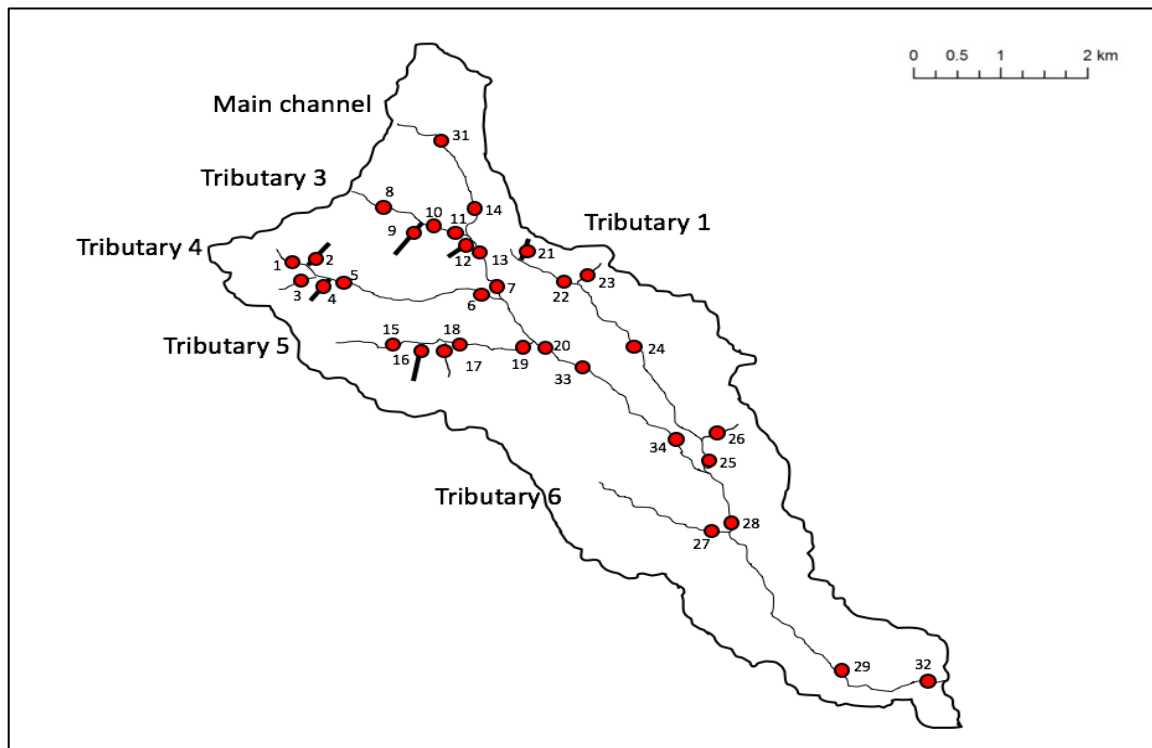 0 0.5 1 2 km
Main channel
31
Tributary 3
8
14
10 11
9
Tributary 1
Tributary 4
12 13
21
1 2
23
3 4 5
22
6 7
Tributary 5
15 18
16 17 19 20
24
33
26
34
25
Tributary 6
28
27
29 32